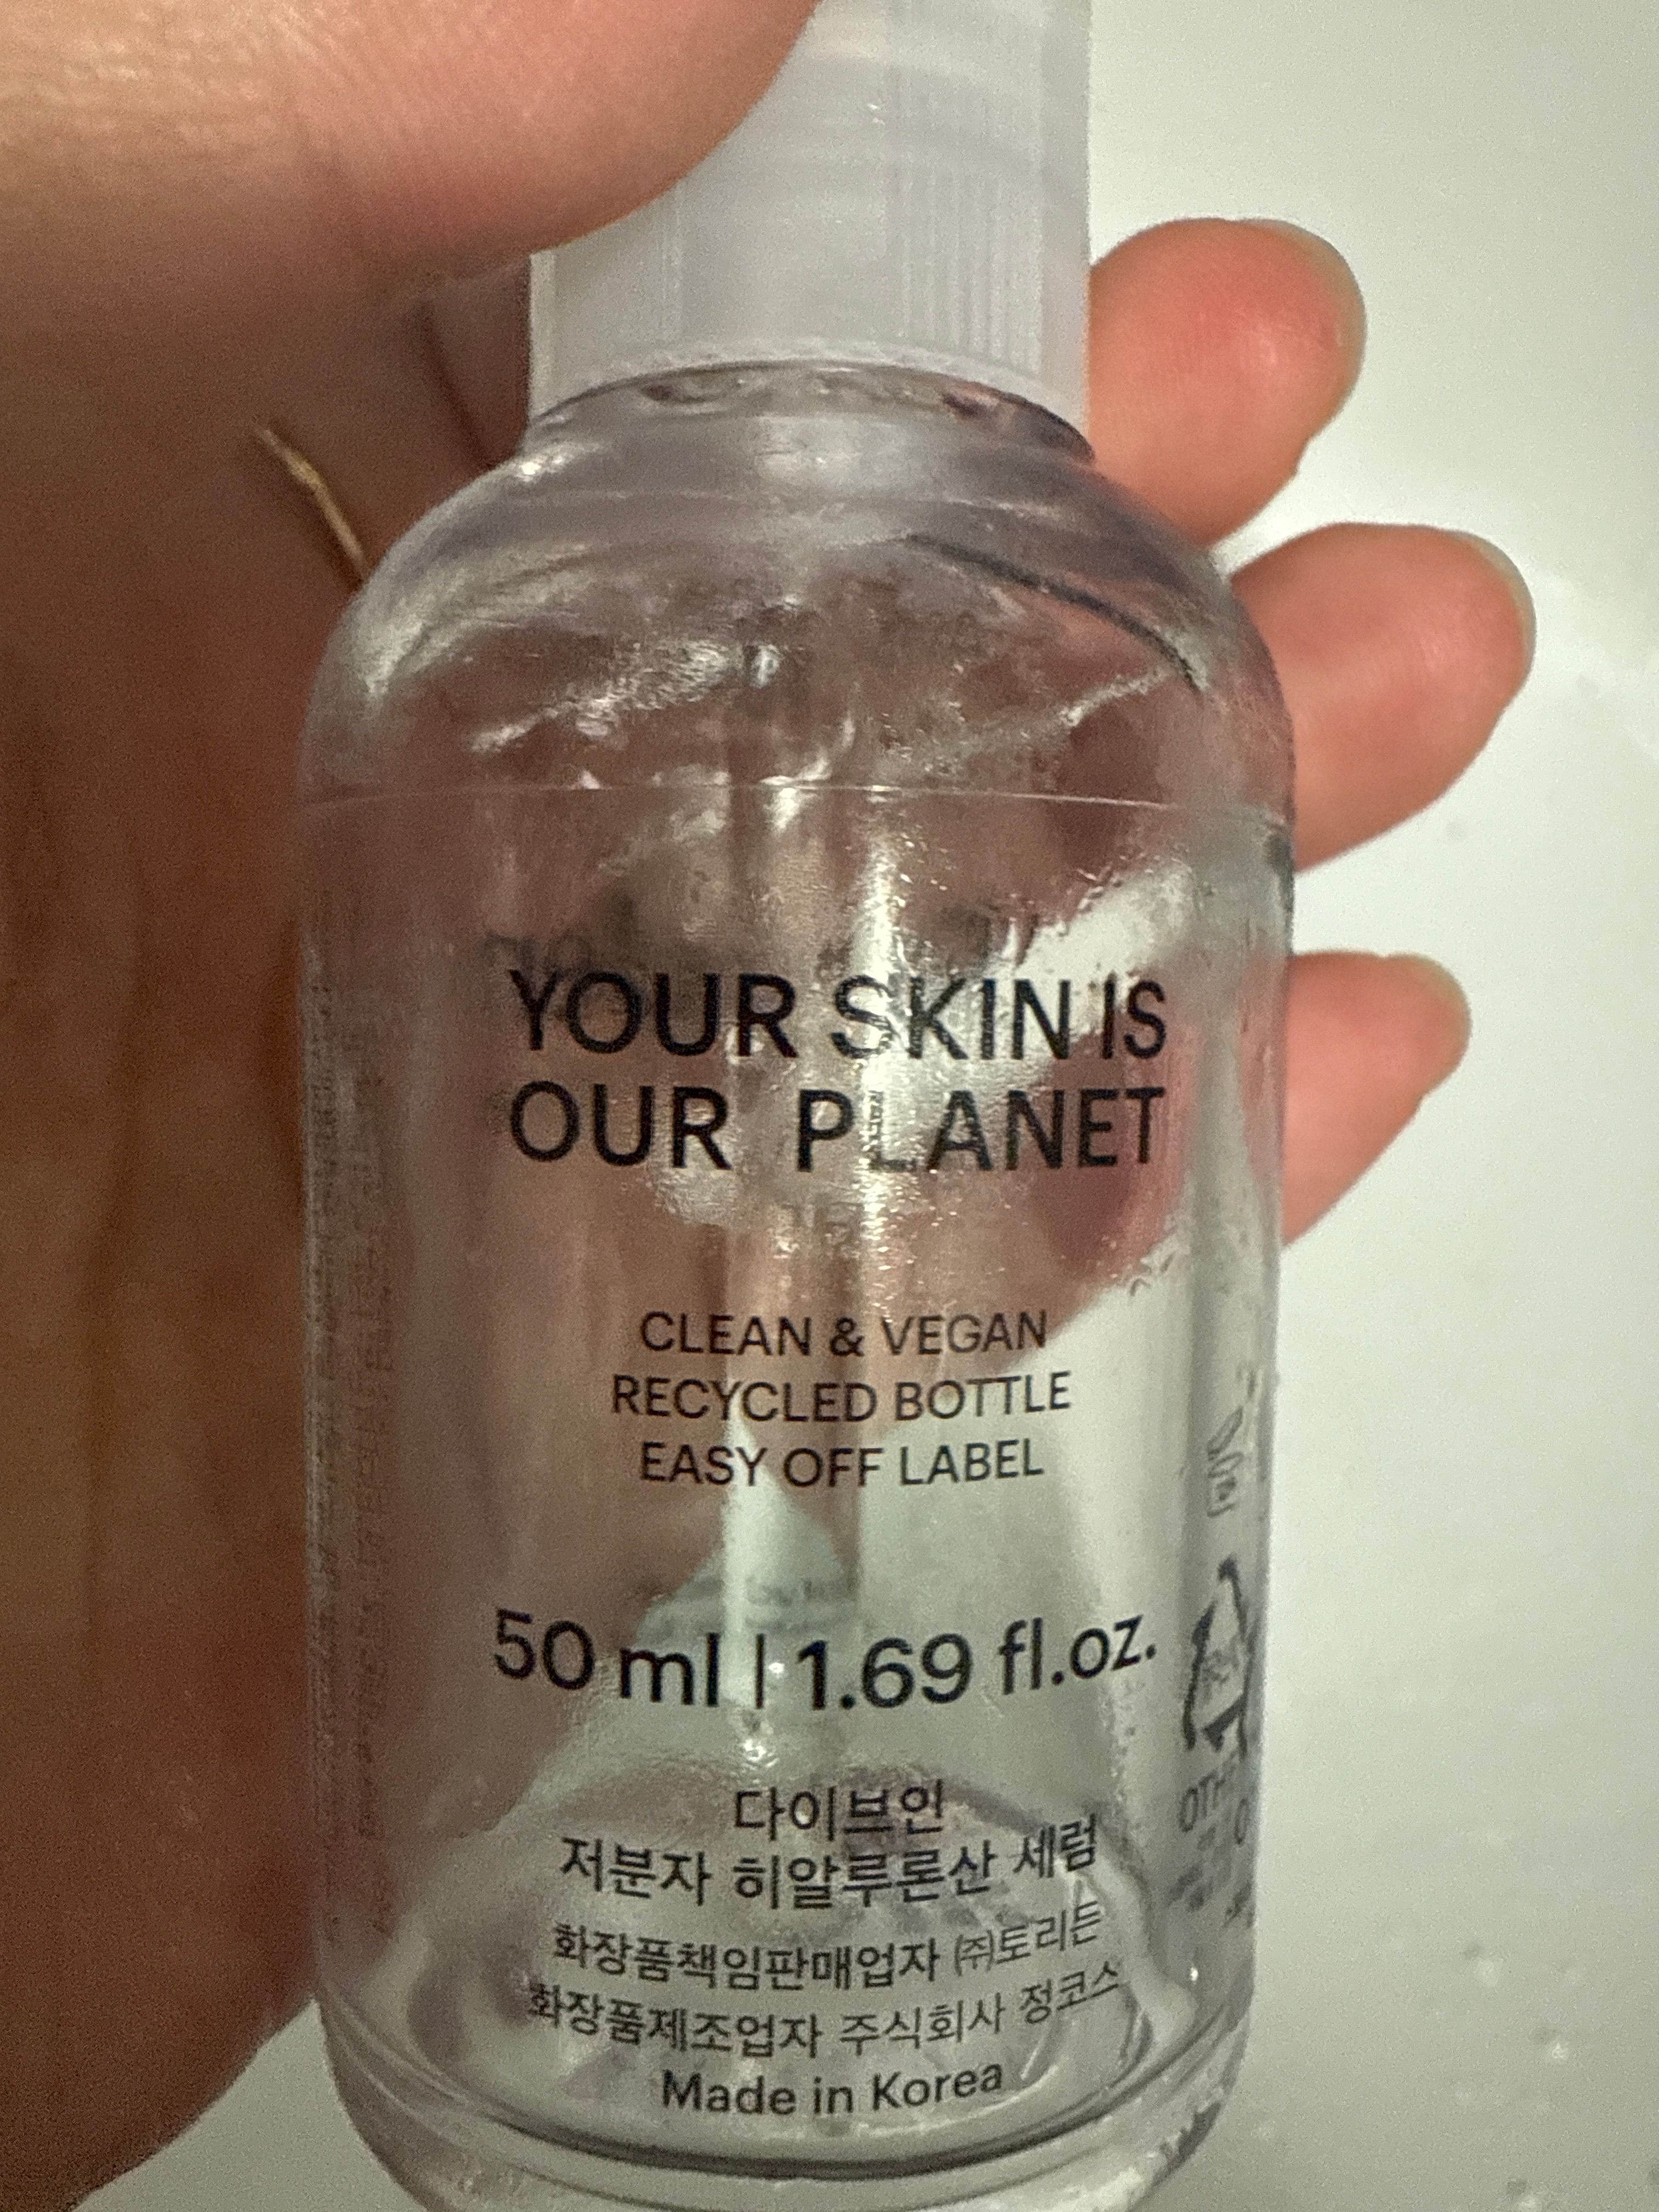 YOUR SKIN IS
OUR PLANET
CLEAN & VEGAN
RECYCLED BOTTLE
EASY OFF LABEL
50 ml | 1.69 fl.oz.
다이브인
저분자 히알루론산 세럼
화장품책임판매업자 ㈜토리든
화장품제조업자 주식회사 정코스
Made in Korea